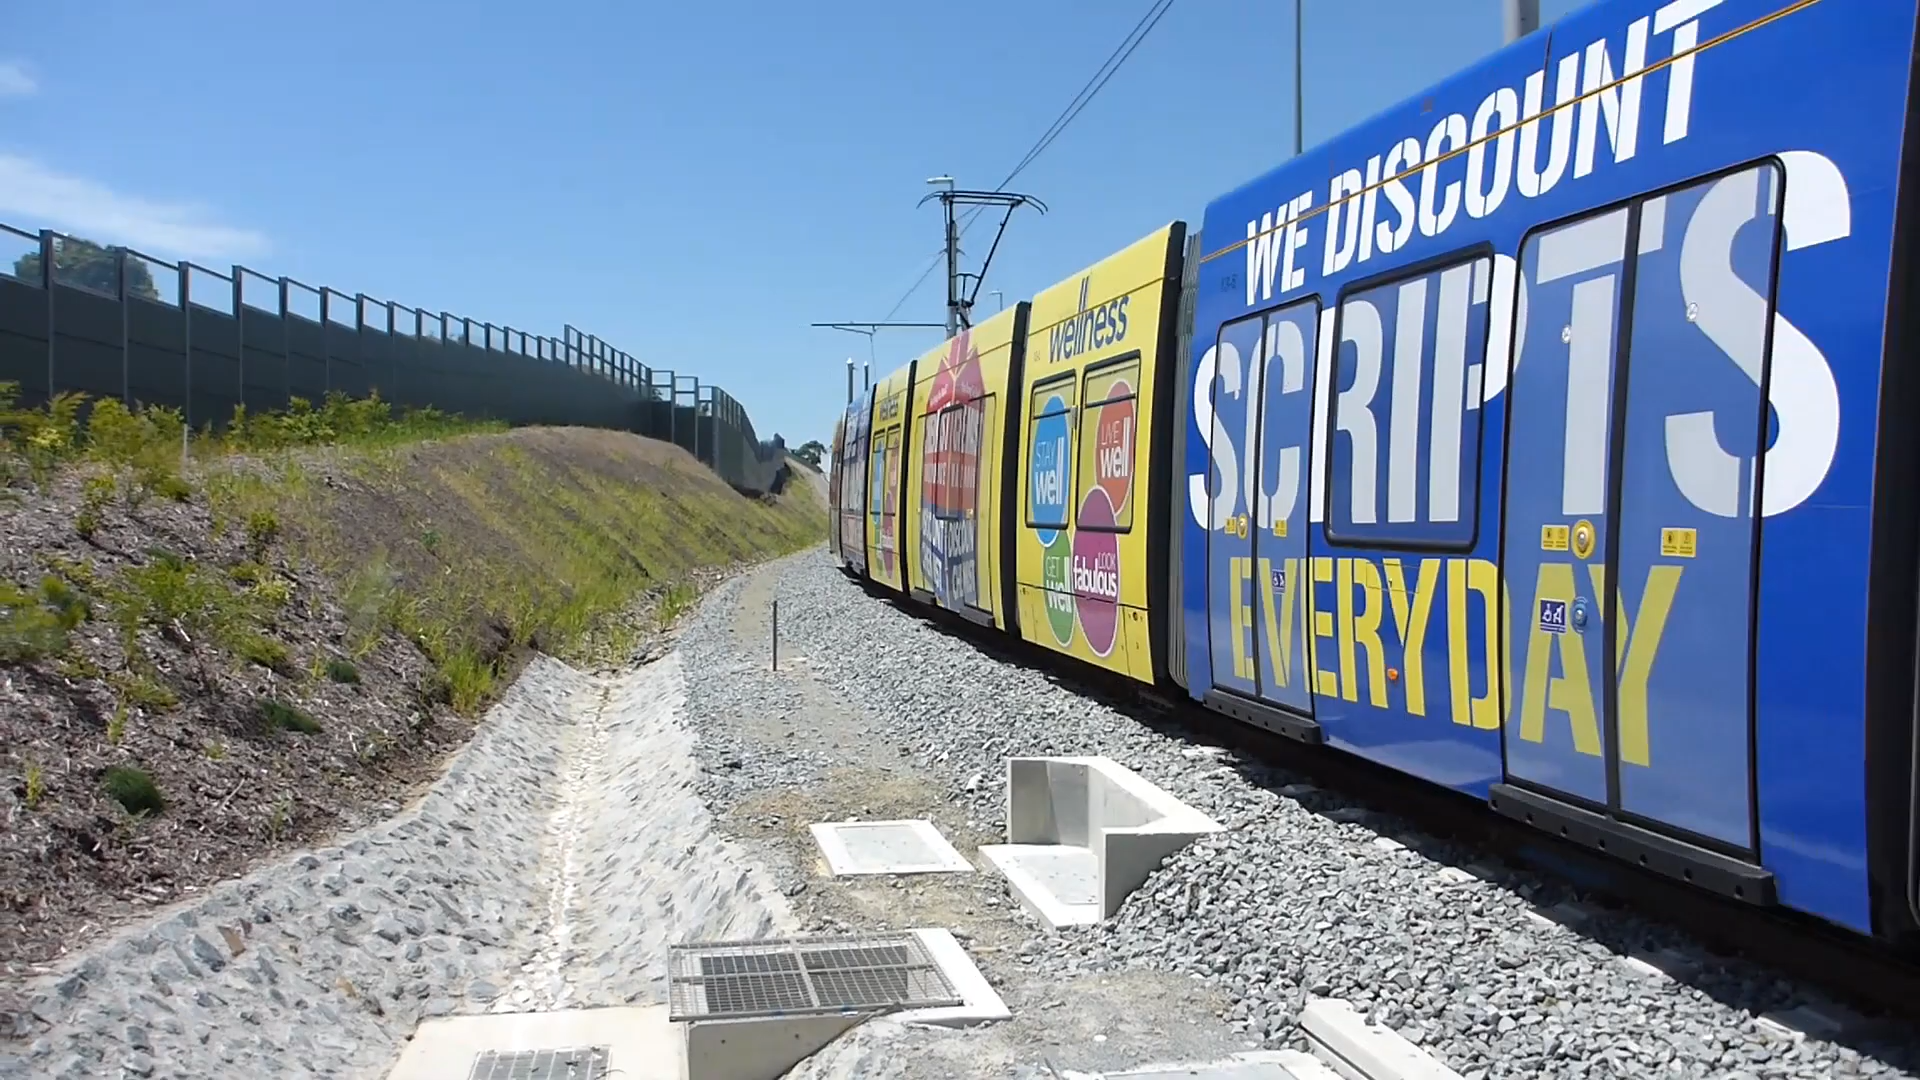 WE DISCOUNT
SCRIPTS
EVERYDAY
wellness
STAY
well
LIVE
well
GET
well
LOOK
fabulous